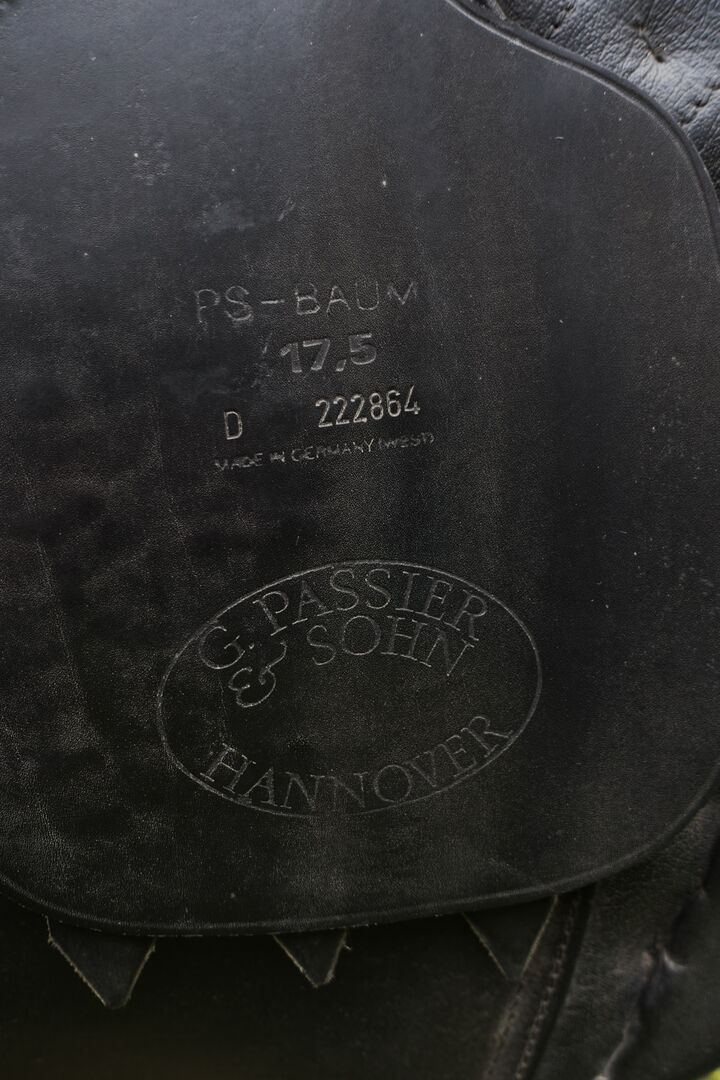 PS-BAUM
17,5
D 222864
MADE IN GERMANY (WEST)
G. PASSIER
& SOHN
HANNOVER